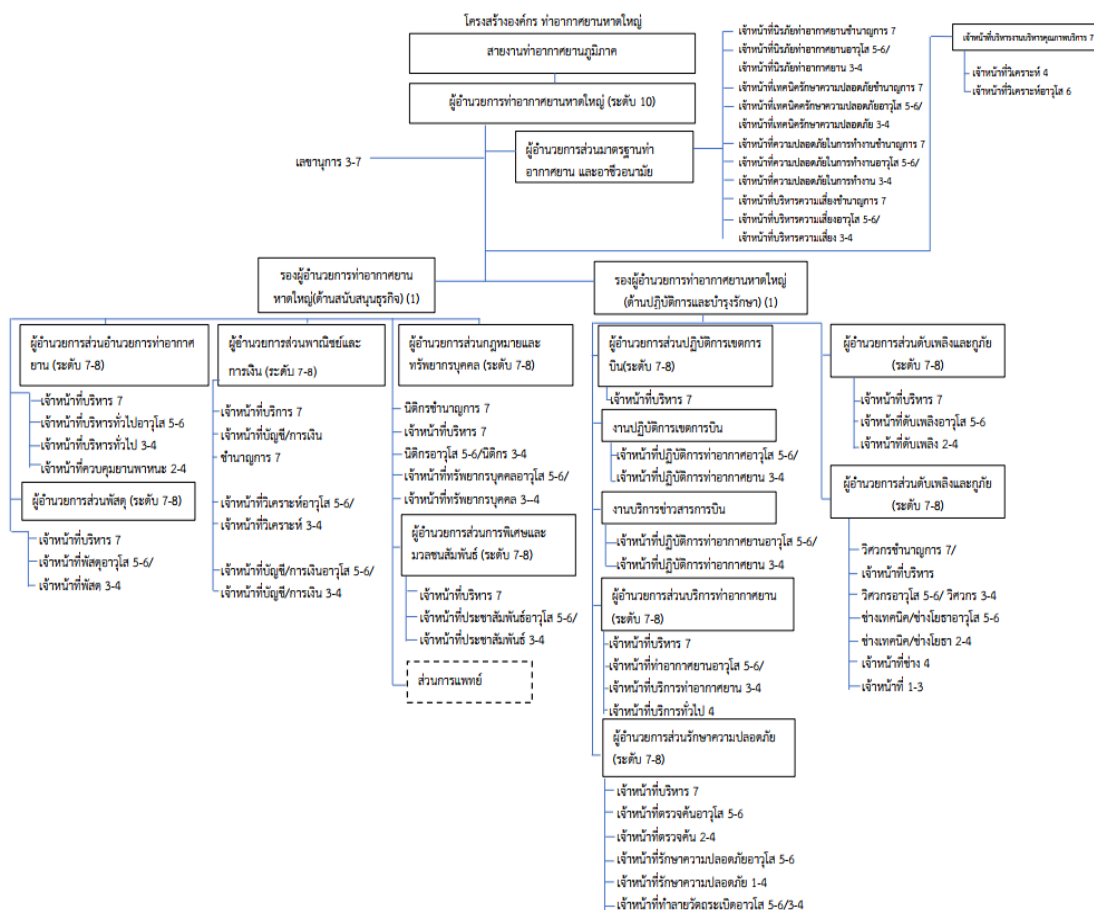 โครงสร้างองค์กร ท่าอากาศยานหาดใหญ่
สายงานท่าอากาศยานภูมิภาค
ผู้อำนวยการท่าอากาศยานหาดใหญ่ (ระดับ 10)
เลขานุการ 3-7
ผู้อำนวยการส่วนมาตรฐานท่า
อากาศยาน และอาชีวอนามัย
เจ้าหน้าที่นิรภัยท่าอากาศยานชำนาญการ 7
เจ้าหน้าที่นิรภัยท่าอากาศยานอาวุโส 5-6/
เจ้าหน้าที่นิรภัยท่าอากาศยาน 3-4
เจ้าหน้าที่เทคนิครักษาความปลอดภัยชำนาญการ 7
เจ้าหน้าที่เทคนิครักษาความปลอดภัยอาวุโส 5-6/
เจ้าหน้าที่เทคนิครักษาความปลอดภัย 3-4
เจ้าหน้าที่ความปลอดภัยในการทำงานชำนาญการ 7
เจ้าหน้าที่ความปลอดภัยในการทำงานอาวุโส 5-6/
เจ้าหน้าที่ความปลอดภัยในการทำงาน 3-4
เจ้าหน้าที่บริหารความเสี่ยงชำนาญการ 7
เจ้าหน้าที่บริหารความเสี่ยงอาวุโส 5-6/
เจ้าหน้าที่บริหารความเสี่ยง 3-4
เจ้าหน้าที่บริหารงานบริหารคุณภาพบริการ 7
เจ้าหน้าที่วิเคราะห์ 4
เจ้าหน้าที่วิเคราะห์อาวุโส 6
รองผู้อำนวยการท่าอากาศยาน
หาดใหญ่(ด้านสนับสนุนธุรกิจ) (1)
ผู้อำนวยการส่วนอำนวยการท่าอากาศ
ยาน (ระดับ 7-8)
เจ้าหน้าที่บริหาร 7
เจ้าหน้าที่บริหารทั่วไปอาวุโส 5-6
เจ้าหน้าที่บริหารทั่วไป 3-4
เจ้าหน้าที่ควบคุมยานพาหนะ 2-4
ผู้อำนวยการส่วนพัสดุ (ระดับ 7-8)
เจ้าหน้าที่บริหาร 7
เจ้าหน้าที่พัสดุอาวุโส 5-6/
เจ้าหน้าที่พัสดุ 3-4
ผู้อำนวยการส่วนพาณิชย์และ
การเงิน (ระดับ 7-8)
เจ้าหน้าที่บริการ 7
เจ้าหน้าที่บัญชี/การเงิน
ชำนาญการ 7
เจ้าหน้าที่วิเคราะห์อาวุโส 5-6/
เจ้าหน้าที่วิเคราะห์ 3-4
เจ้าหน้าที่บัญชี/การเงินอาวุโส 5-6/
เจ้าหน้าที่บัญชี/การเงิน 3-4
ผู้อำนวยการส่วนกฎหมายและ
ทรัพยากรบุคคล (ระดับ 7-8)
นิติกรชำนาญการ 7
เจ้าหน้าที่บริหาร 7
นิติกรอาวุโส 5-6/นิติกร 3-4
เจ้าหน้าที่ทรัพยากรบุคคลอาวุโส 5-6/
เจ้าหน้าที่ทรัพยากรบุคคล 3--4
ผู้อำนวยการส่วนการพิเศษและ
มวลชนสัมพันธ์ (ระดับ 7-8)
เจ้าหน้าที่บริหาร 7
เจ้าหน้าที่ประชาสัมพันธ์อาวุโส 5-6/
เจ้าหน้าที่ประชาสัมพันธ์ 3-4
ส่วนการแพทย์
รองผู้อำนวยการท่าอากาศยานหาดใหญ่
(ด้านปฏิบัติการและบำรุงรักษา) (1)
ผู้อำนวยการส่วนปฏิบัติการเขตการ
บิน(ระดับ 7-8)
เจ้าหน้าที่บริหาร 7
งานปฏิบัติการเขตการบิน
เจ้าหน้าที่ปฏิบัติการท่าอากาศอาวุโส 5-6/
เจ้าหน้าที่ปฏิบัติการท่าอากาศยาน 3-4
งานบริการข่าวสารการบิน
เจ้าหน้าที่ปฏิบัติการท่าอากาศยานอาวุโส 5-6/
เจ้าหน้าที่ปฏิบัติการท่าอากาศยาน 3-4
ผู้อำนวยการส่วนบริการท่าอากาศยาน
(ระดับ 7-8)
เจ้าหน้าที่บริหาร 7
เจ้าหน้าที่ท่าอากาศยานอาวุโส 5-6/
เจ้าหน้าที่บริการท่าอากาศยาน 3-4
เจ้าหน้าที่บริการทั่วไป 4
ผู้อำนวยการส่วนรักษาความปลอดภัย
(ระดับ 7-8)
เจ้าหน้าที่บริหาร 7
เจ้าหน้าที่ตรวจค้นอาวุโส 5-6
เจ้าหน้าที่ตรวจค้น 2-4
เจ้าหน้าที่รักษาความปลอดภัยอาวุโส 5-6
เจ้าหน้าที่รักษาความปลอดภัย 1-4
เจ้าหน้าที่ทำลายวัตถุระเบิดอาวุโส 5-6/3-4
ผู้อำนวยการส่วนดับเพลิงและกู้ภัย
(ระดับ 7-8)
เจ้าหน้าที่บริหาร 7
เจ้าหน้าที่ดับเพลิงอาวุโส 5-6
เจ้าหน้าที่ดับเพลิง 2-4
ผู้อำนวยการส่วนดับเพลิงและกู้ภัย
(ระดับ 7-8)
วิศวกรชำนาญการ 7/
เจ้าหน้าที่บริหาร
วิศวกรอาวุโส 5-6/ วิศวกร 3-4
ช่างเทคนิค/ช่างโยธาอาวุโส 5-6
ช่างเทคนิค/ช่างโยธา 2-4
เจ้าหน้าที่ช่าง 4
เจ้าหน้าที่ 1-3